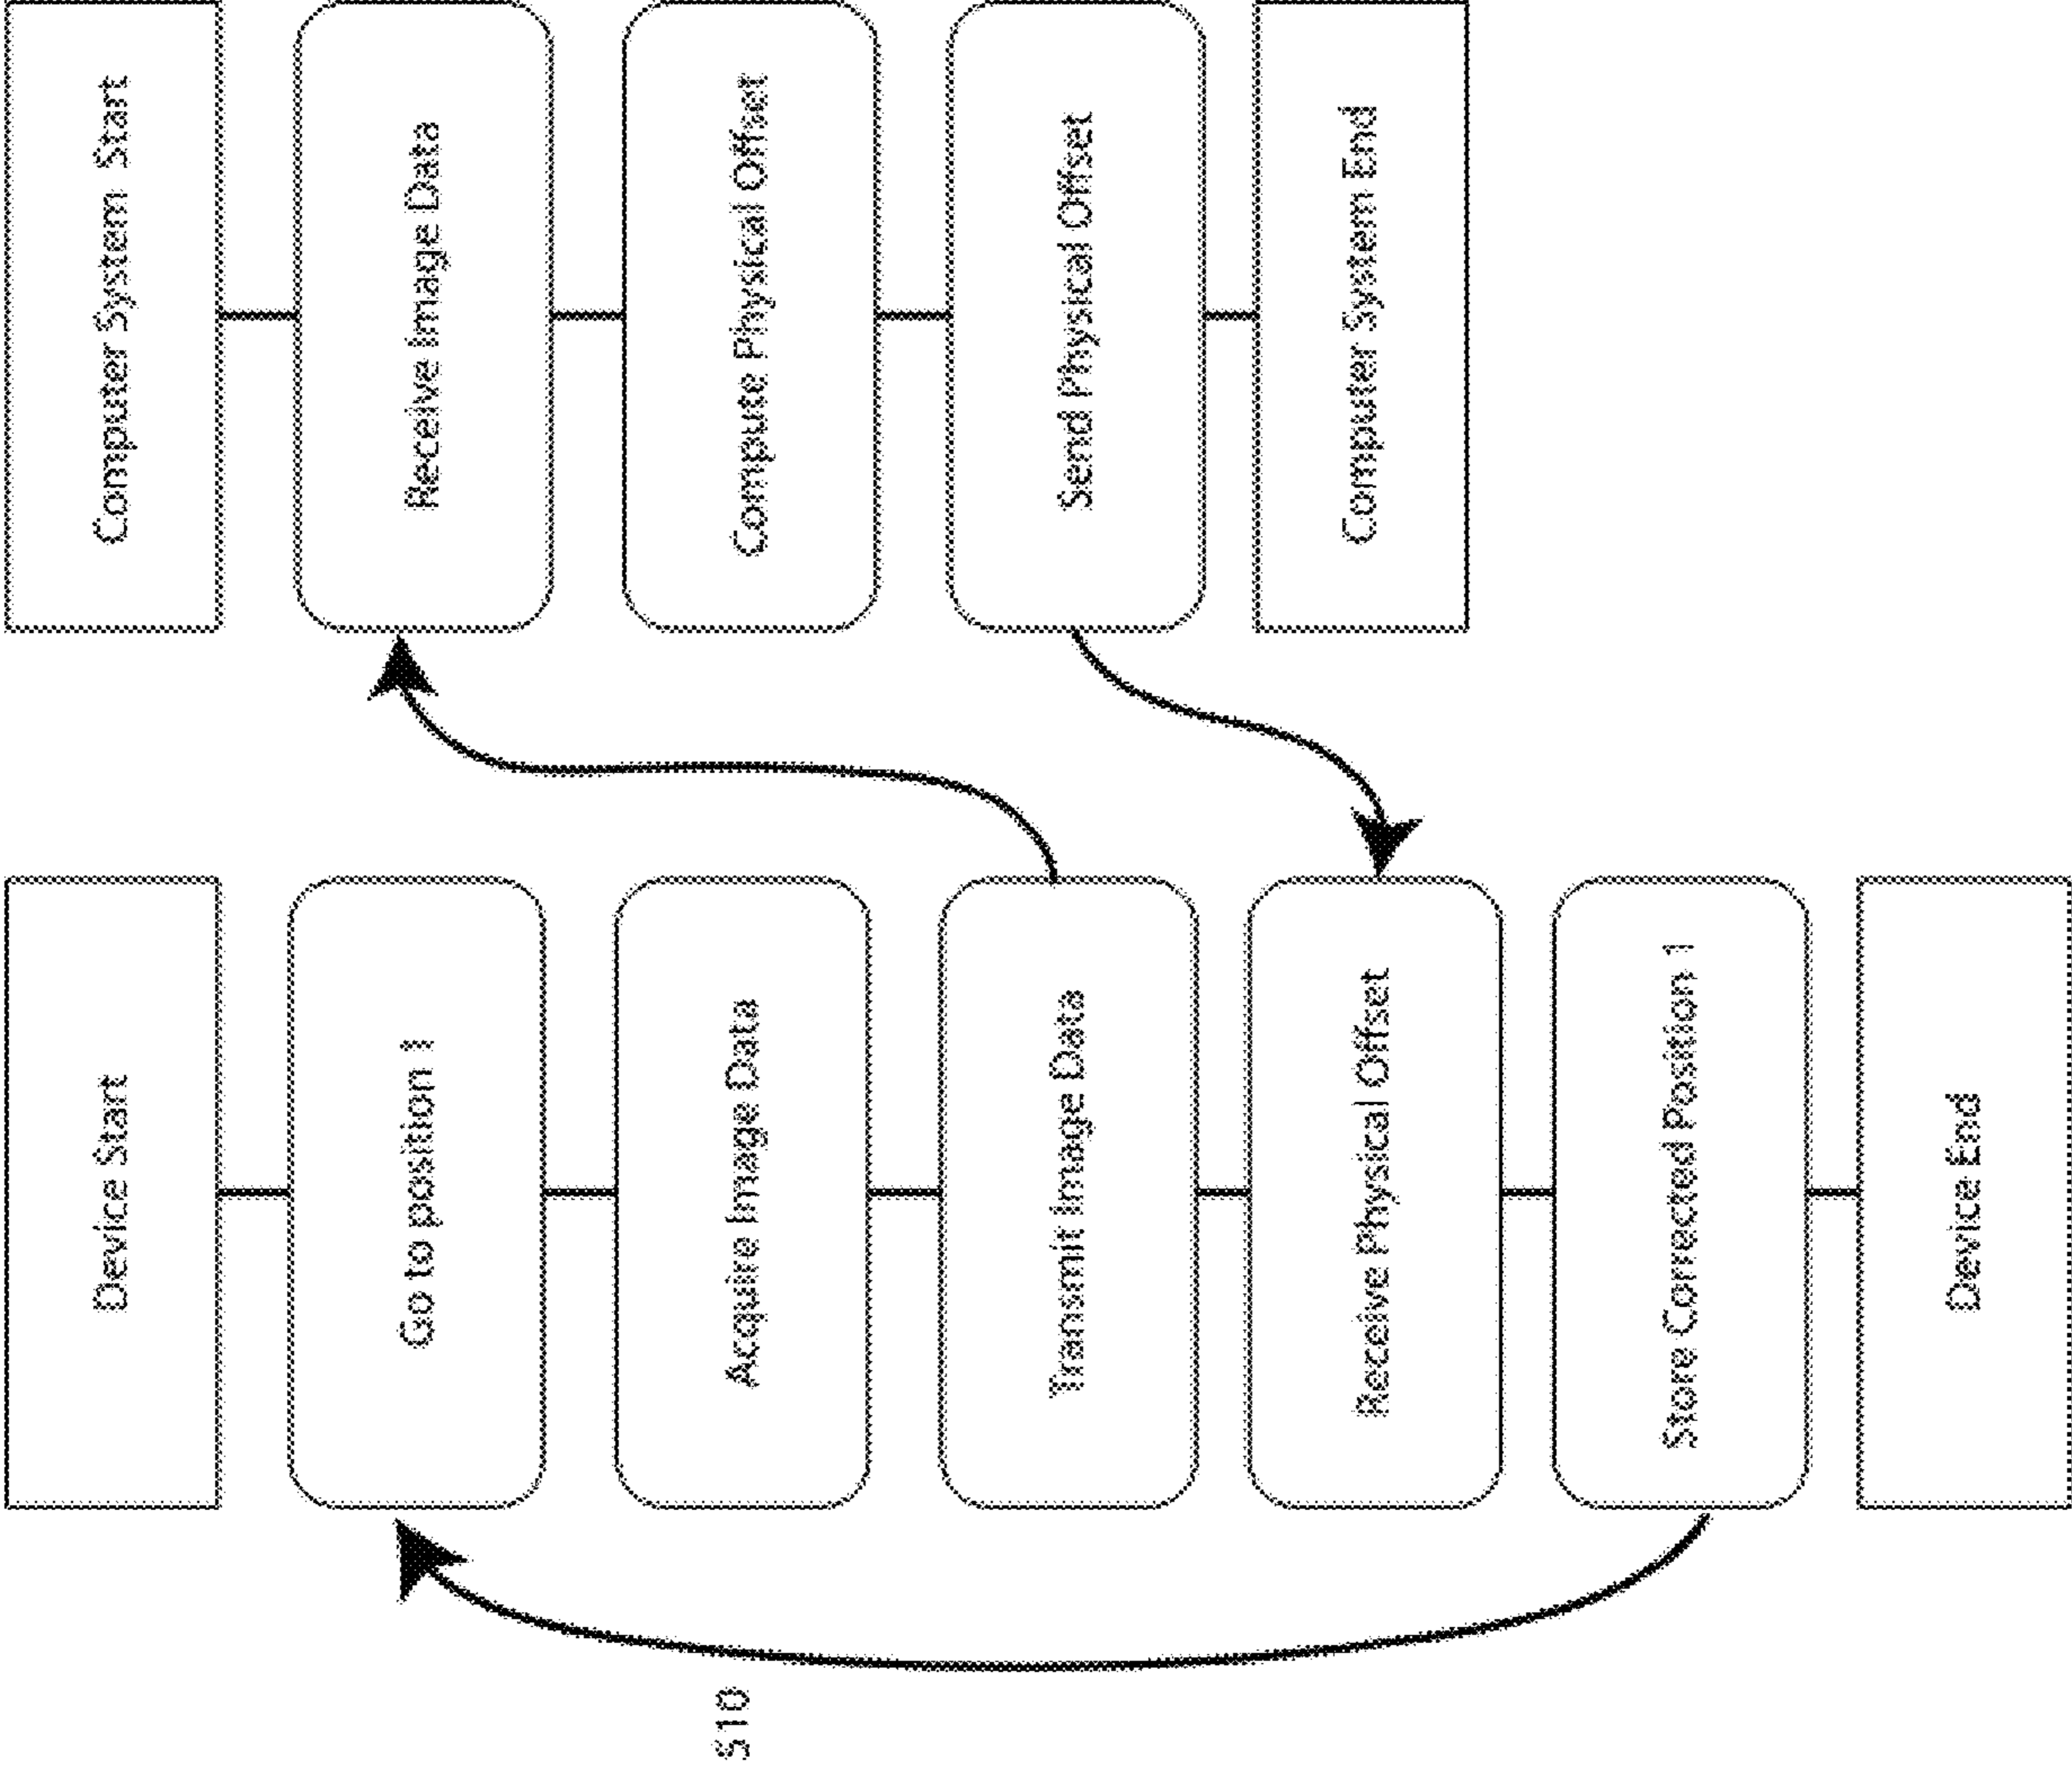 Device Start
Go to position 1
Acquire Image Data
Transmit Image Data
Receive Physical Offset
Store Corrected Position 1
Device End
S10
Computer System Start
Receive Image Data
Compute Physical Offset
Send Physical Offset
Computer System End